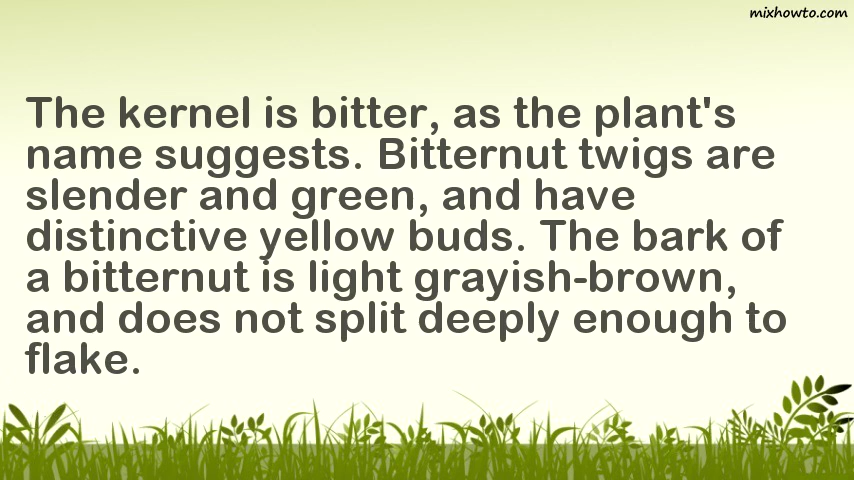 mixhowto.com
The kernel is bitter, as the plant's
name suggests. Bitternut twigs are
slender and green, and have
distinctive yellow buds. The bark of
a bitternut is light grayish-brown,
and does not split deeply enough to
flake.